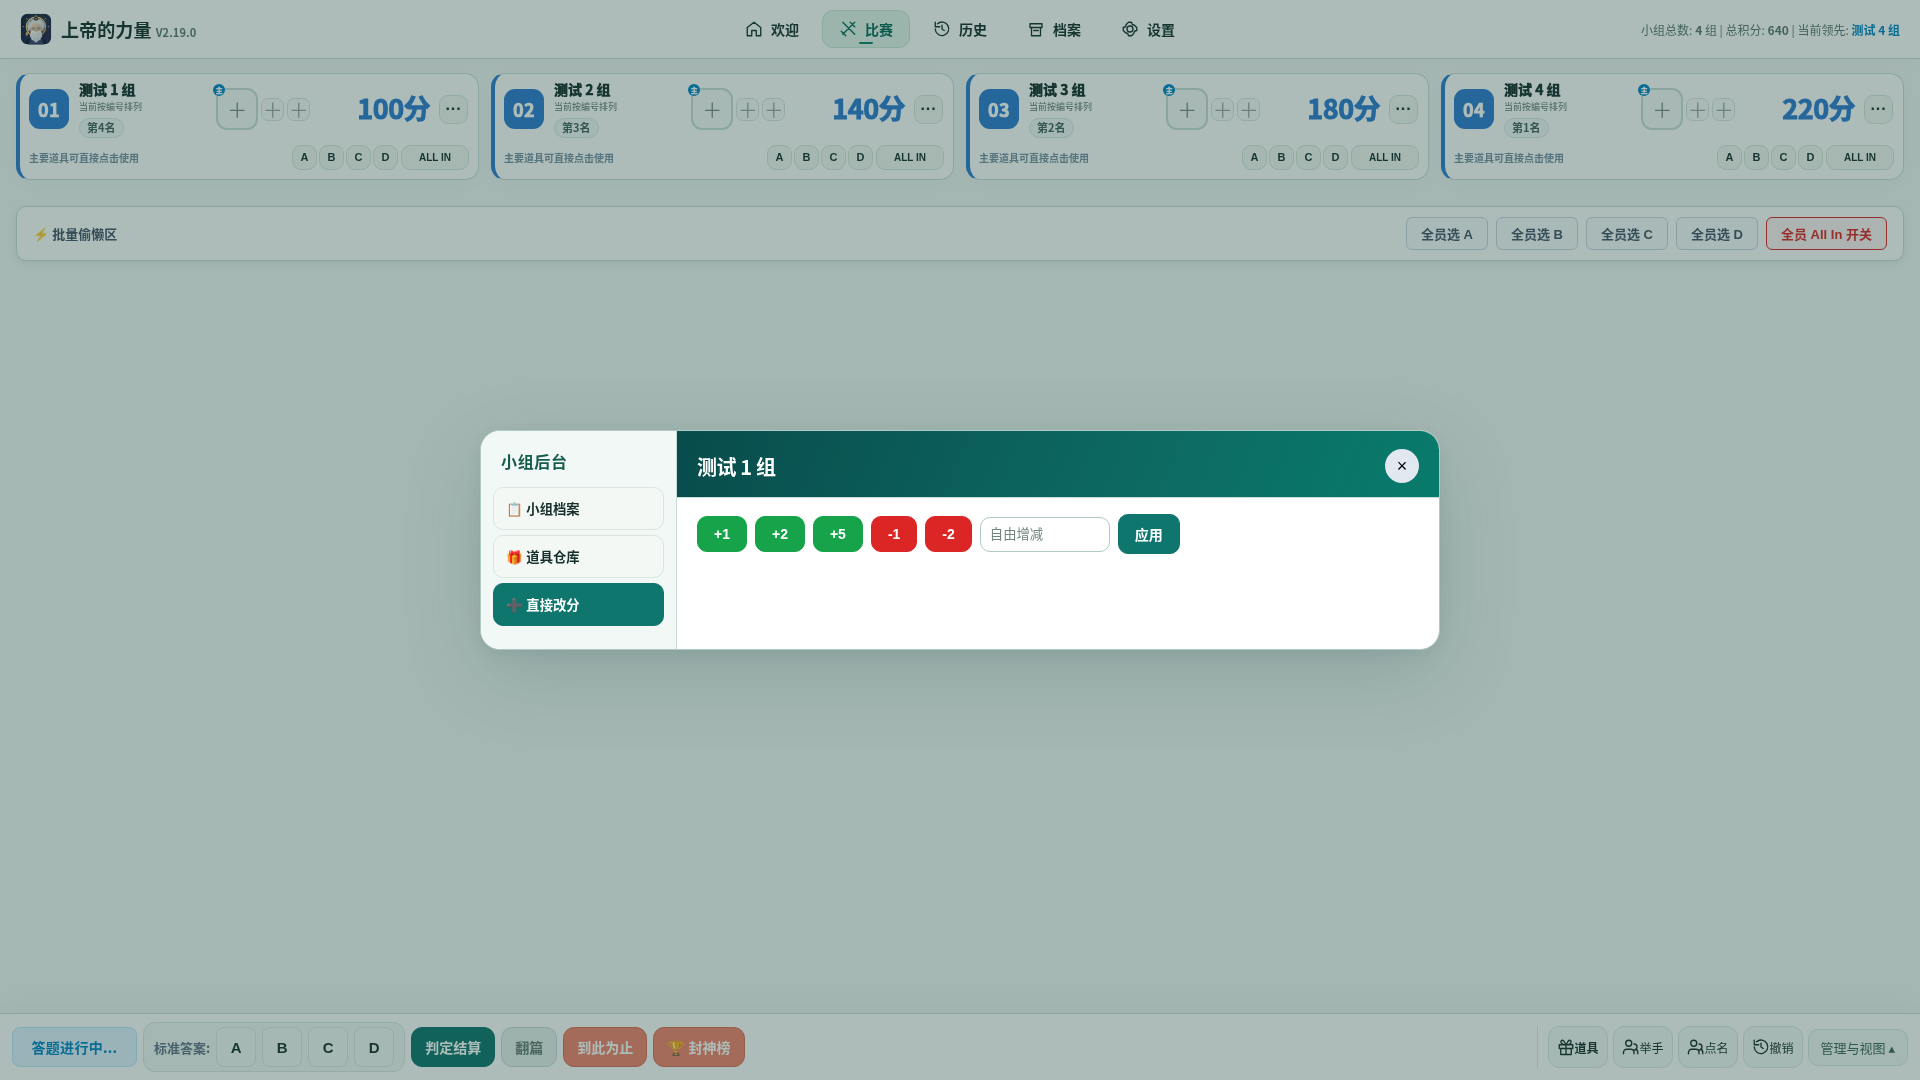 上帝的力量 V2.19.0
欢迎
比赛
历史
档案
设置
小组总数: 4 组 | 总积分: 640 | 当前领先: 测试 4 组
01
测试 1 组
当前按编号排列
第4名
主
100分
主要道具可直接点击使用
A
B
C
D
ALL IN
02
测试 2 组
当前按编号排列
第3名
主
140分
主要道具可直接点击使用
A
B
C
D
ALL IN
03
测试 3 组
当前按编号排列
第2名
主
180分
主要道具可直接点击使用
A
B
C
D
ALL IN
04
测试 4 组
当前按编号排列
第1名
主
220分
主要道具可直接点击使用
A
B
C
D
ALL IN
⚡ 批量偷懒区
全员选 A
全员选 B
全员选 C
全员选 D
全员 All In 开关
小组后台
📋 小组档案
🎁 道具仓库
➕ 直接改分
测试 1 组
×
+1
+2
+5
-1
-2
自由增减
应用
答题进行中...
标准答案:
A
B
C
D
判定结算
翻篇
到此为止
🏆 封神榜
道具
举手
点名
撤销
管理与视图 ▴